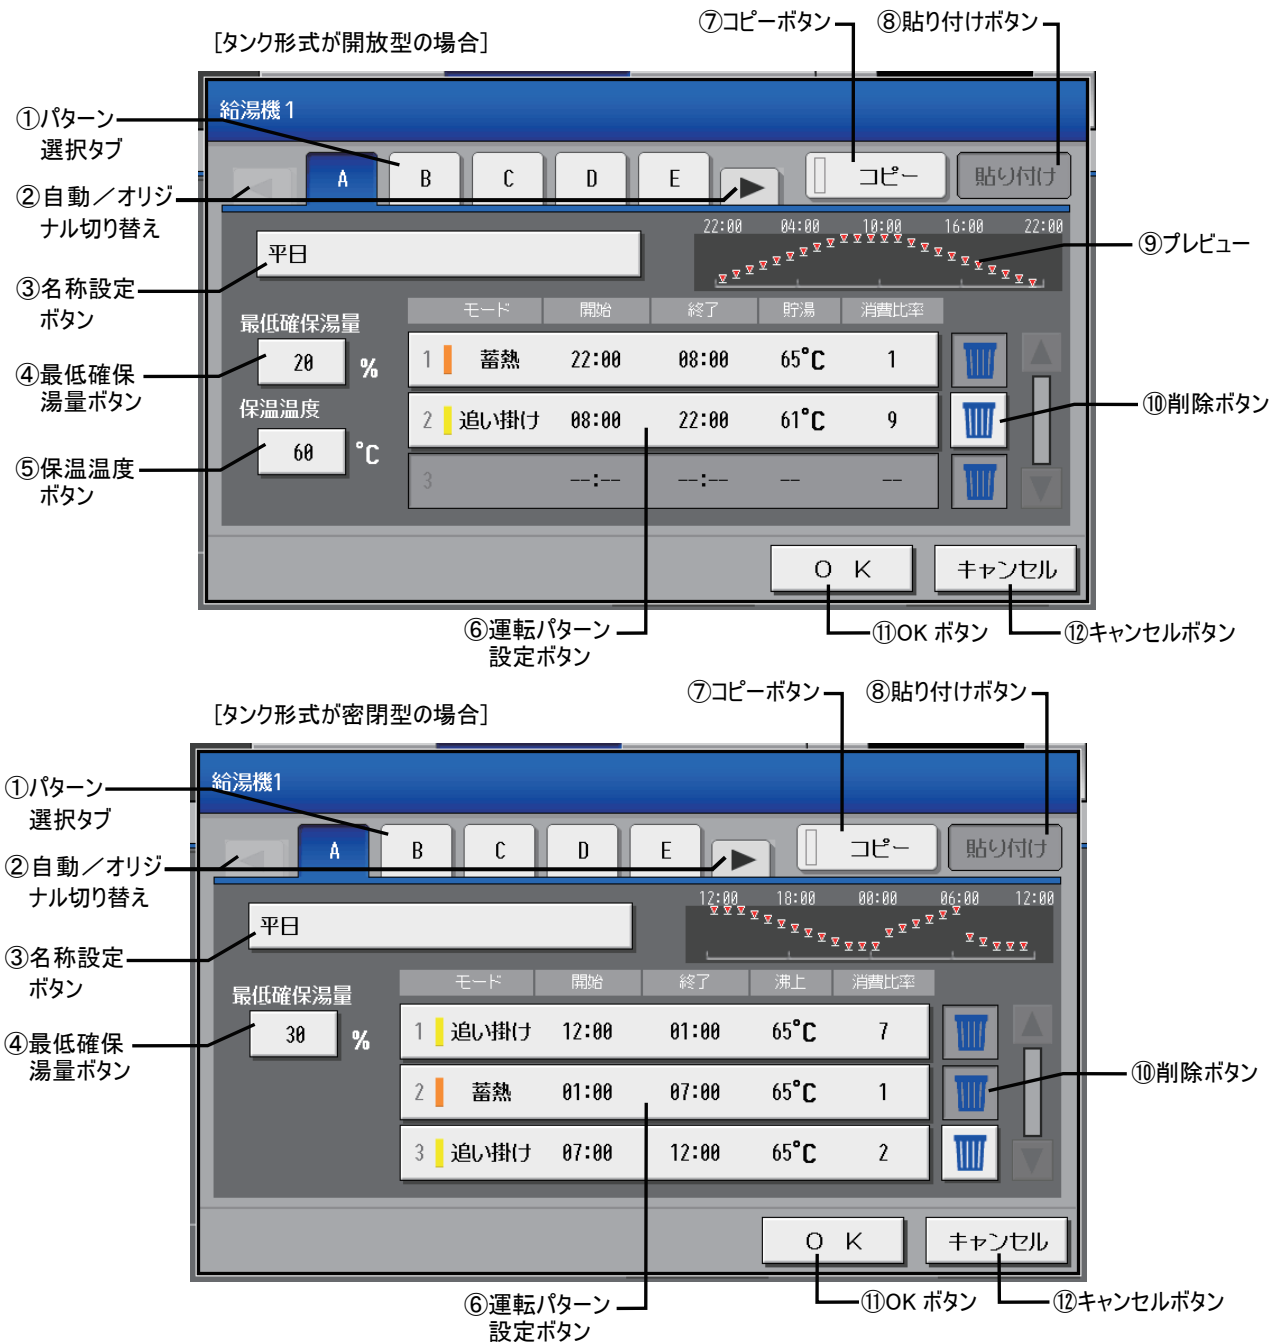 ⑦コピーボタン ⑧貼り付けボタン
[タンク形式が開放型の場合]
給湯機1
①パターン
選択タブ
A B C D E コピー 貼り付け
②自動／オリジ
ナル切り替え
22:00 04:00 10:00 16:00 22:00
平日
⑨プレビュー
③名称設定
ボタン
モード 開始 終了 貯湯 消費比率
最低確保湯量
1 蓄熱 22:00 08:00 65℃ 1
20 %
④最低確保
湯量ボタン
保温温度
2 追い掛け 08:00 22:00 61℃ 9
⑩削除ボタン
60 ℃
⑤保温温度
ボタン
3 --:-- --:-- -- --
ＯＫ キャンセル
⑥運転パターン
設定ボタン
⑪OK ボタン ⑫キャンセルボタン
⑦コピーボタン ⑧貼り付けボタン
[タンク形式が密閉型の場合]
給湯機1
①パターン
選択タブ
A B C D E コピー 貼り付け
②自動／オリジ
ナル切り替え
12:00 18:00 00:00 06:00 12:00
平日
③名称設定
ボタン
モード 開始 終了 沸上 消費比率
最低確保湯量
1 追い掛け 12:00 01:00 65℃ 7
30 %
④最低確保
湯量ボタン
2 蓄熱 01:00 07:00 65℃ 1
⑩削除ボタン
3 追い掛け 07:00 12:00 65℃ 2
ＯＫ キャンセル
⑥運転パターン
設定ボタン
⑪OK ボタン ⑫キャンセルボタン